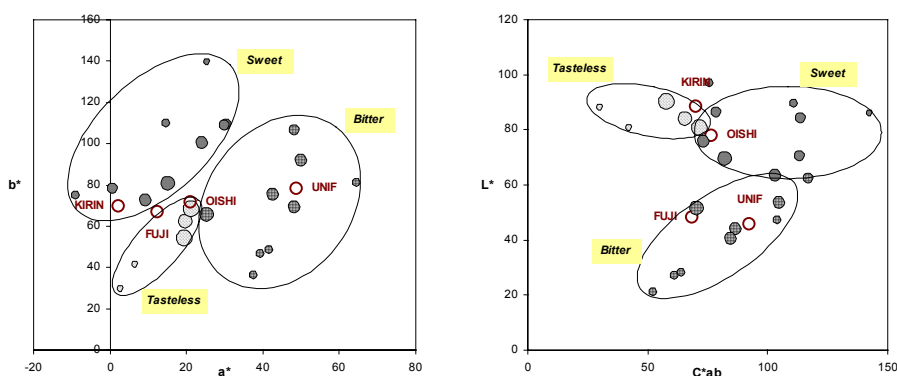 160
140
120
100
80
60
40
20
0
b*
-20
0
20
40
60
80
a*
Sweet
Bitter
UNIF
OISHI
KIRIN
FUJI
Tasteless
120
100
80
60
40
20
0
L*
0
50
100
150
C*ab
Tasteless
KIRIN
Sweet
OISHI
UNIF
FUJI
Bitter